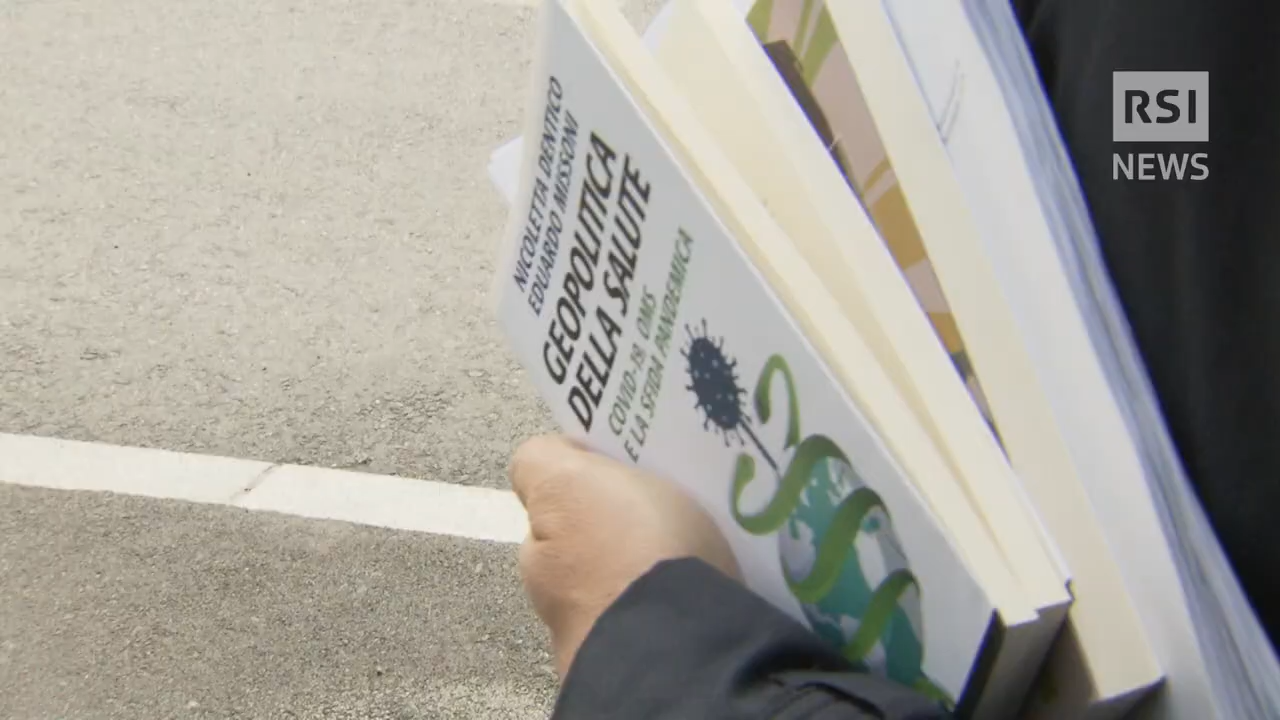 NICOLETTA DENTICO
EDUARDO MISSONI
GEOPOLITICA
DELLA SALUTE
COVID-19, OMS
E LA SFIDA PANDEMICA
RSI
NEWS